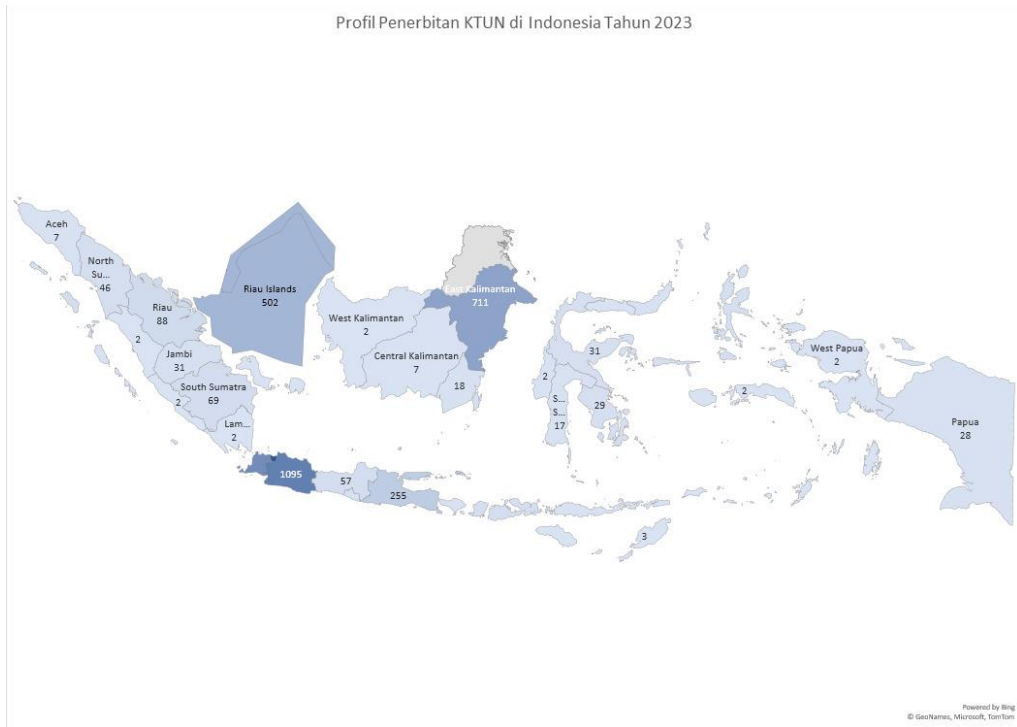 Profil Penerbitan KTUN di Indonesia Tahun 2023
Aceh
7
North
Su...
46
Riau
88
2
Jambi
31
South Sumatra
69
2
Lam...
2
Riau Islands
502
West Kalimantan
2
Central Kalimantan
7
East Kalimantan
711
18
1095
57
255
31
2
S...
S...
17
29
2
3
West Papua
2
Papua
28
Powered by Bing
© GeoNames, Microsoft, TomTom